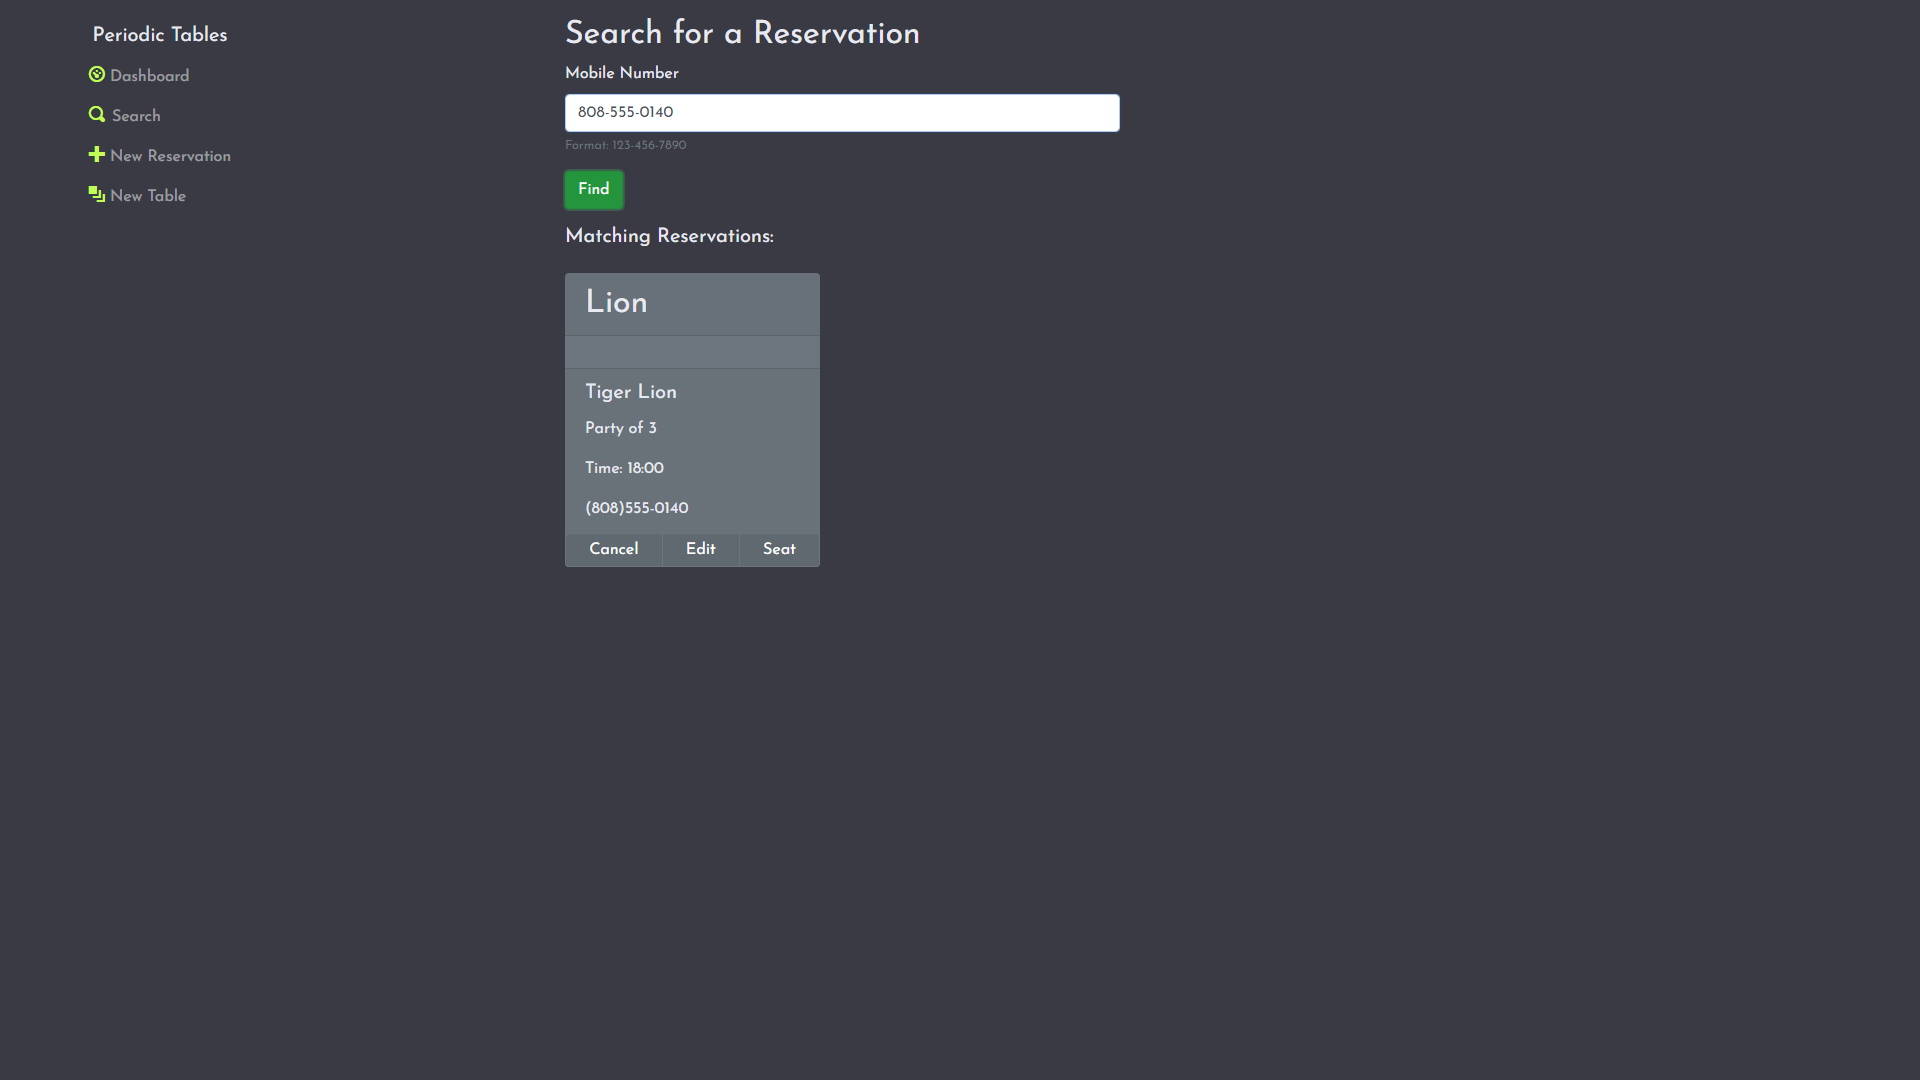 Periodic Tables
Dashboard
Search
New Reservation
New Table
Search for a Reservation
Mobile Number
808-555-0140
Format: 123-456-7890
Find
Matching Reservations:
Lion
Tiger Lion
Party of 3
Time: 18:00
(808)555-0140
Cancel Edit Seat